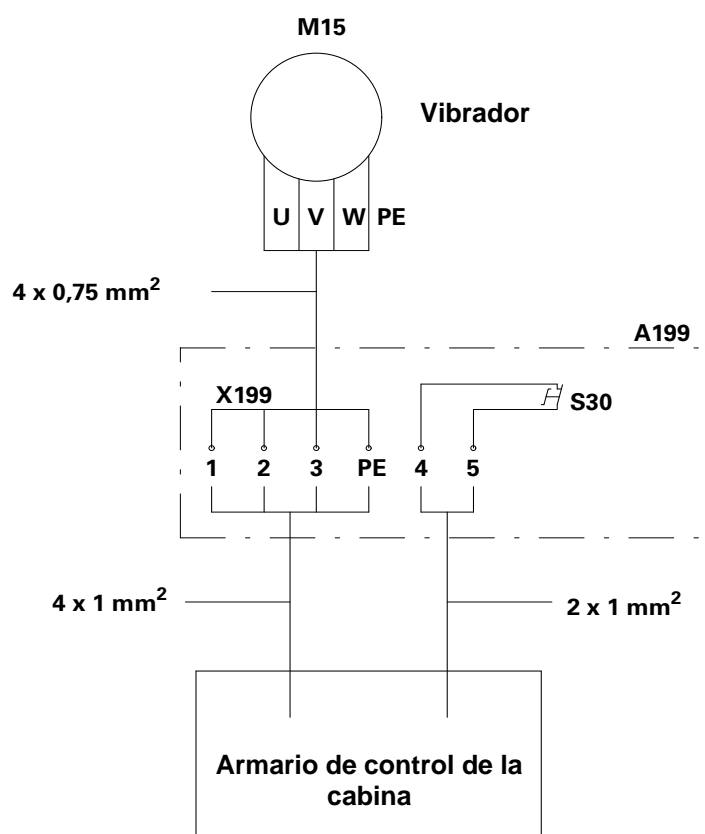 M15
Vibrador
U V W PE
4 x 0,75 mm²
A199
X199
S30
1 2 3 PE 4 5
4 x 1 mm²
2 x 1 mm²
Armario de control de la
cabina